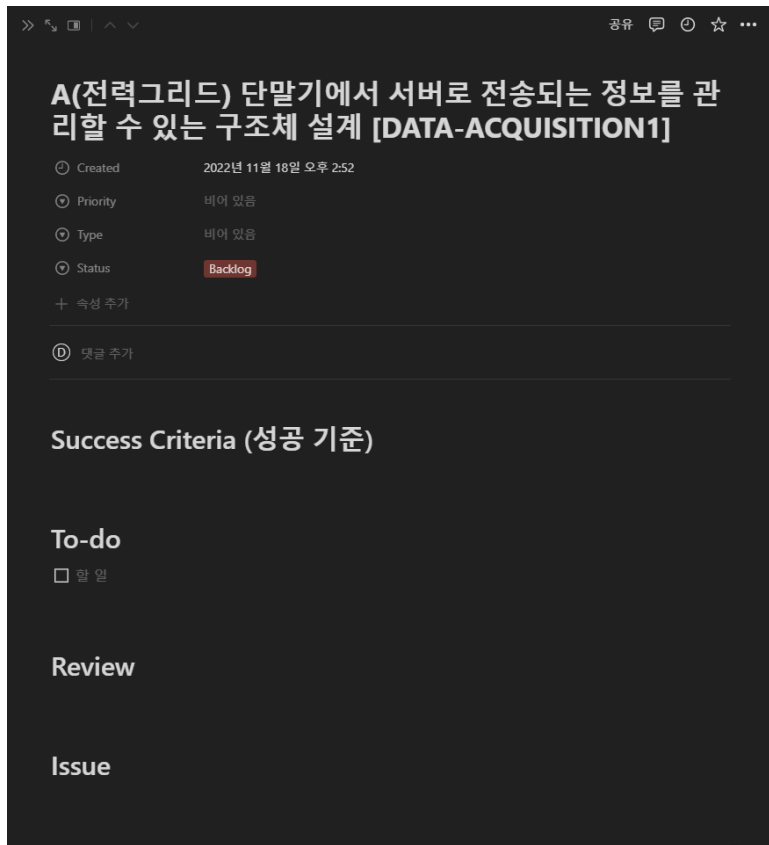 공유
A(전력그리드) 단말기에서 서버로 전송되는 정보를 관
리할 수 있는 구조체 설계 [DATA-ACQUISITION1]
Created 2022년 11월 18일 오후 2:52
Priority 비어 있음
Type 비어 있음
Status Backlog
속성 추가
D 댓글 추가
Success Criteria (성공 기준)
To-do
할 일
Review
Issue